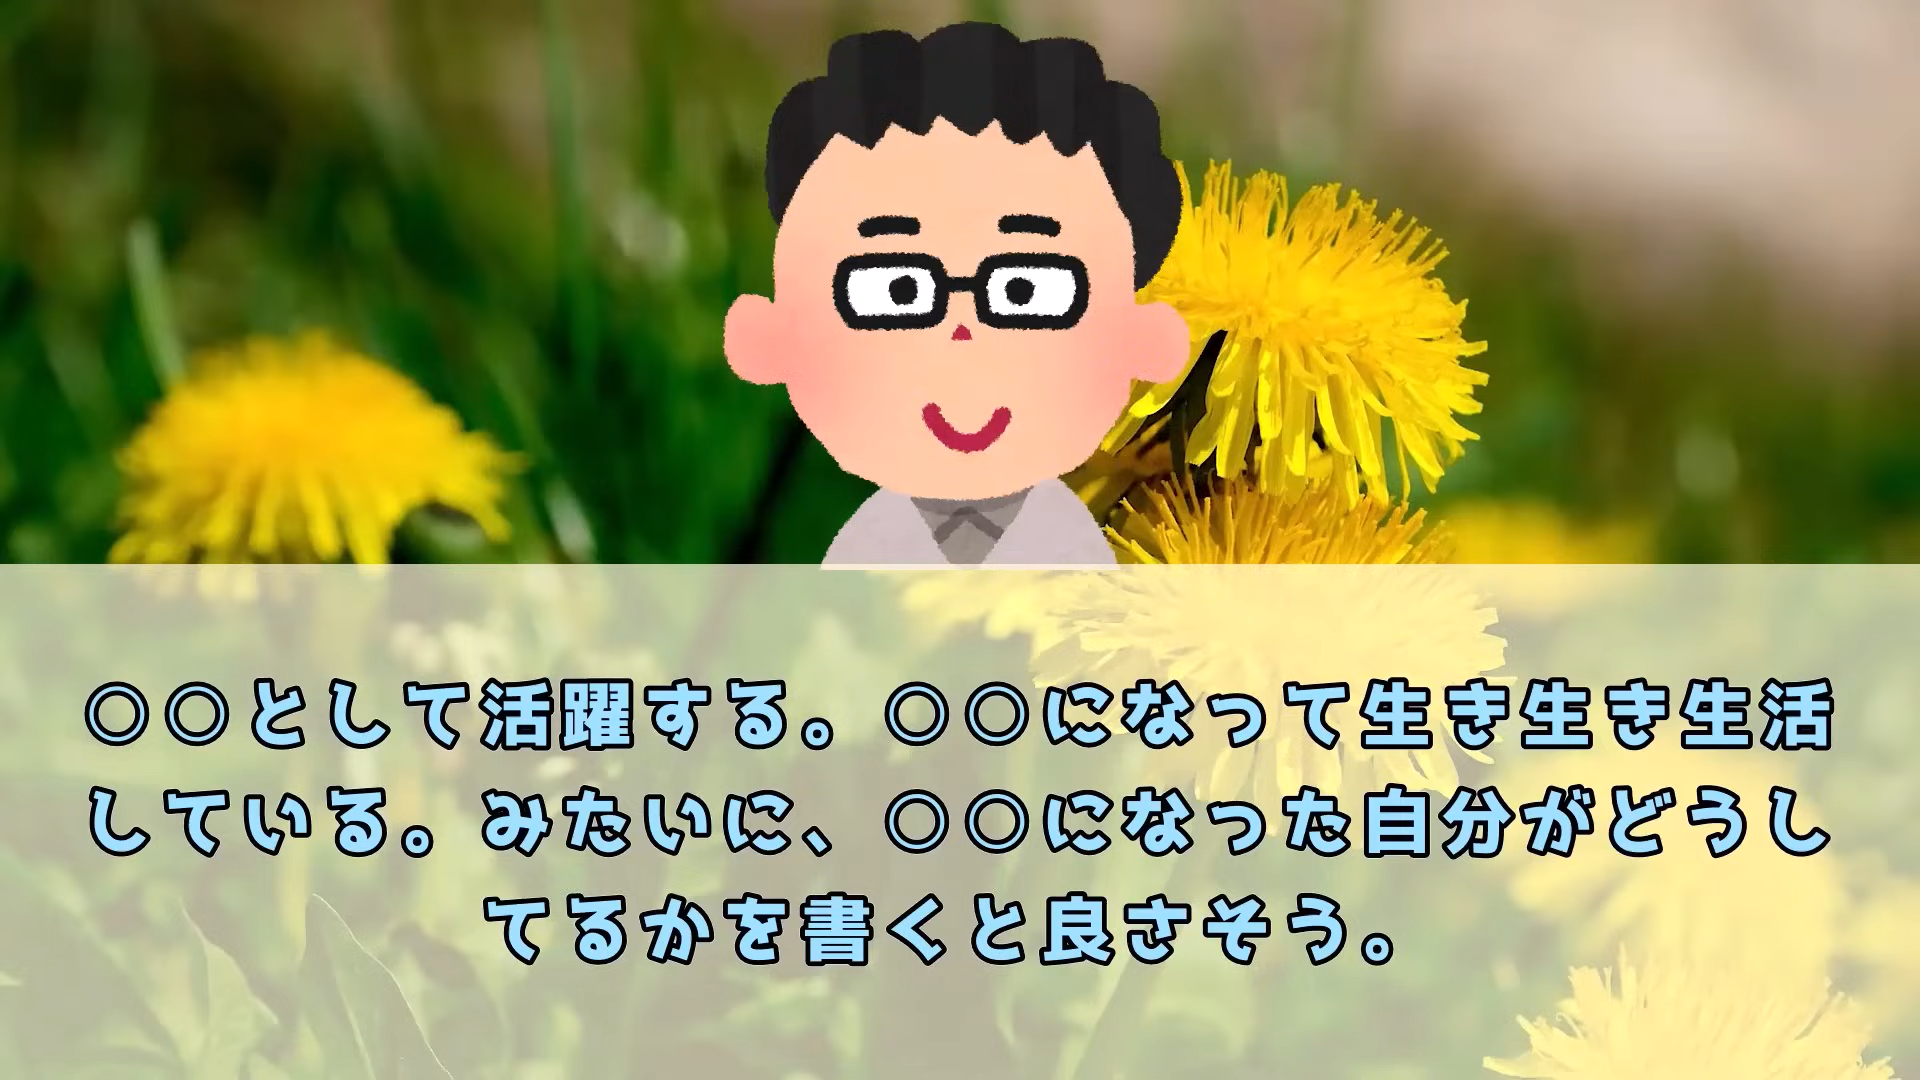 ○○として活躍する。○○になって生き生き生活
している。みたいに、○○になった自分がどうし
てるかを書くと良さそう。